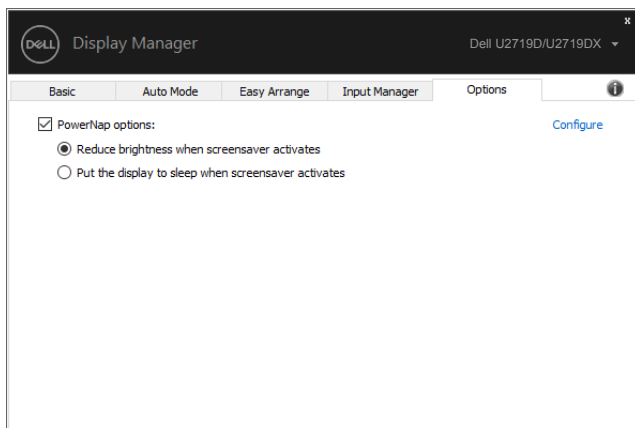 x
DELL Display Manager Dell U2719D/U2719DX
Basic Auto Mode Easy Arrange Input Manager Options i
PowerNap options: Configure
Reduce brightness when screensaver activates
Put the display to sleep when screensaver activates